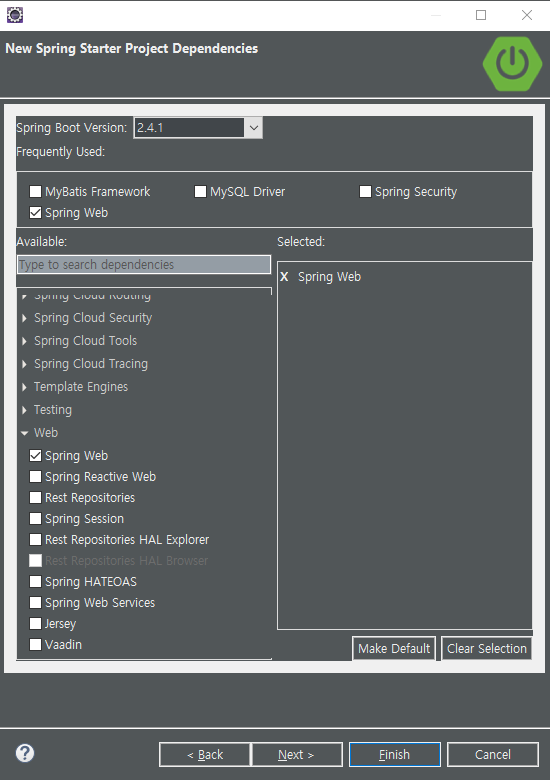 New Spring Starter Project Dependencies
Spring Boot Version: 2.4.1
Frequently Used:
MyBatis Framework MySQL Driver Spring Security
Spring Web
Available: Selected:
Type to search dependencies
X Spring Web
Spring Cloud Routing
Spring Cloud Security
Spring Cloud Tools
Spring Cloud Tracing
Template Engines
Testing
Web
Spring Web
Spring Reactive Web
Rest Repositories
Spring Session
Rest Repositories HAL Explorer
Rest Repositories HAL Browser
Spring HATEOAS
Spring Web Services
Jersey
Vaadin
Make Default Clear Selection
? < Back Next > Finish Cancel